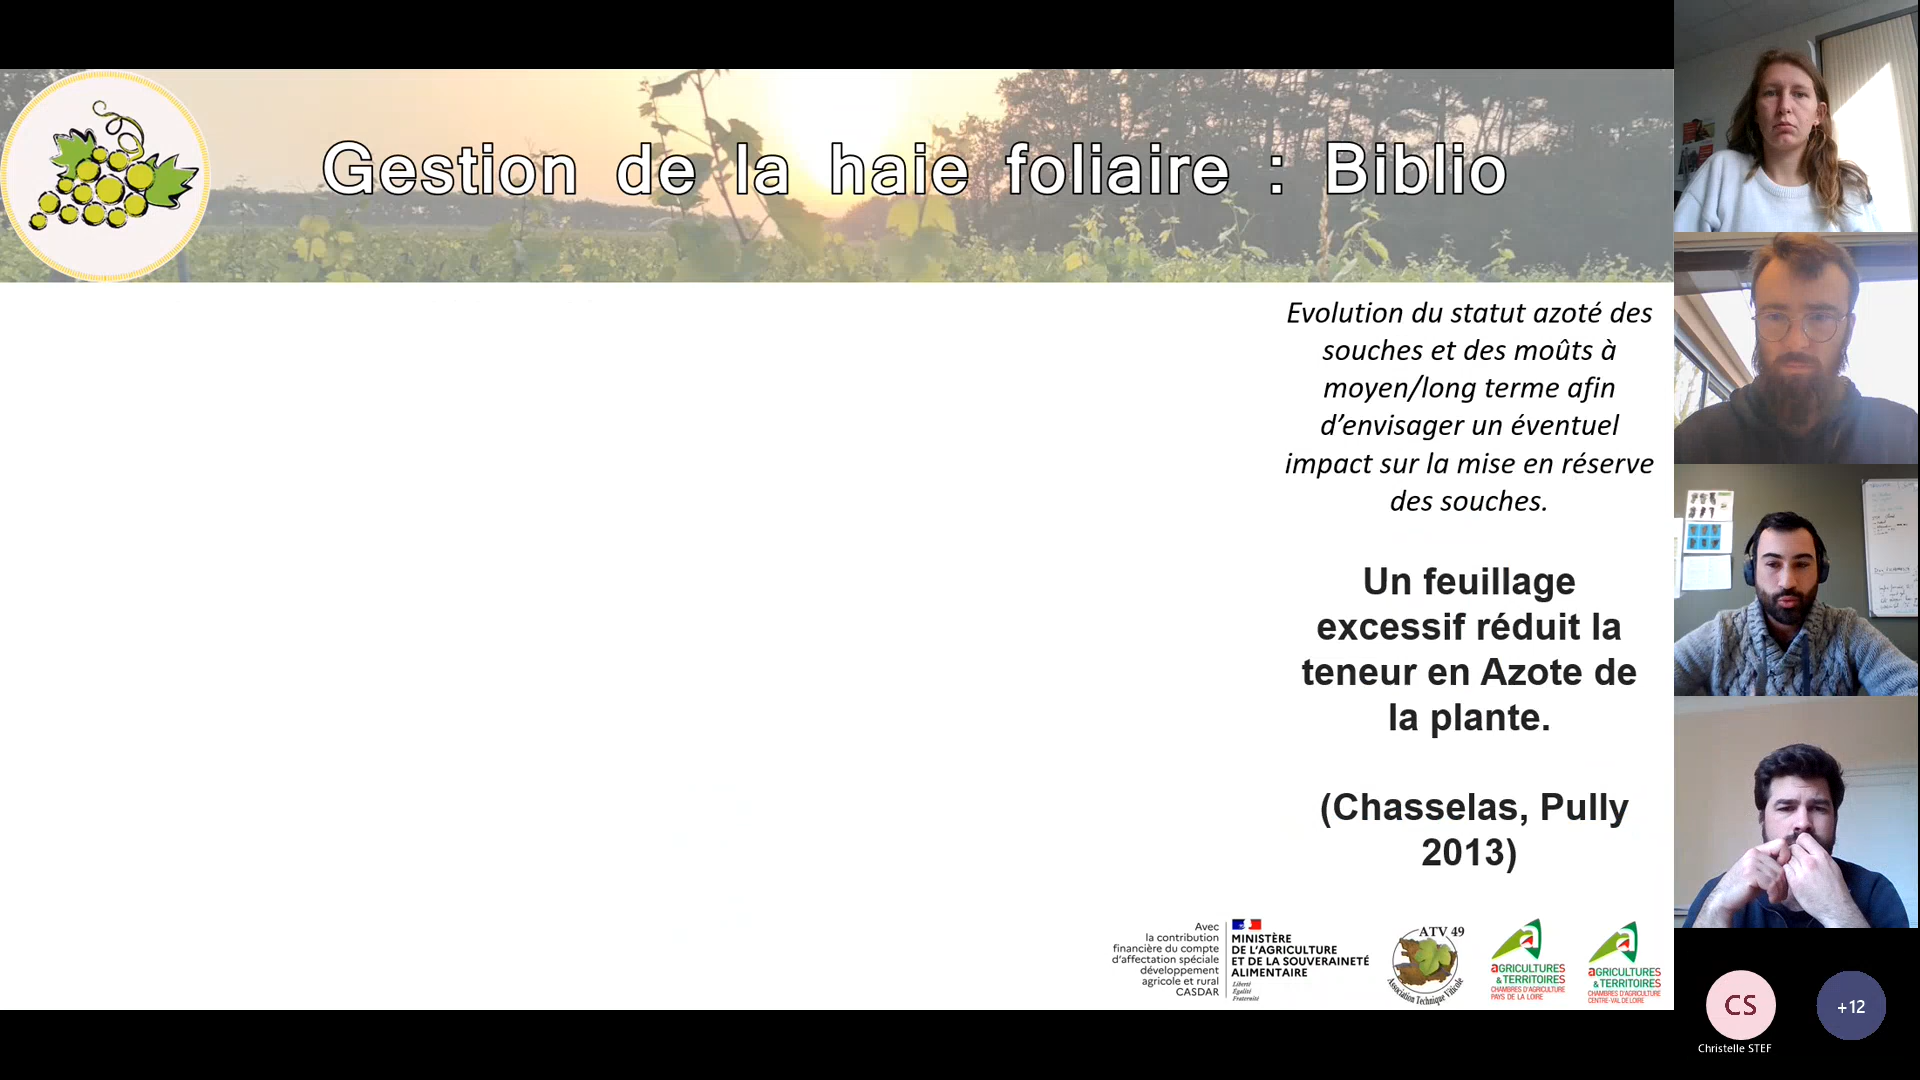 Gestion de la haie foliaire : Biblio
Evolution du statut azoté des
souches et des moûts à
moyen/long terme afin
d'envisager un éventuel
impact sur la mise en réserve
des souches.
Un feuillage
excessif réduit la
teneur en Azote de
la plante.
(Chasselas, Pully
2013)
Avec
la contribution
financière du compte
d'affectation spéciale
développement
agricole et rural
CASDAR
MINISTÈRE
DE L'AGRICULTURE
ET DE LA SOUVERAINETÉ
ALIMENTAIRE
Liberté
Égalité
Fraternité
ATV 49
Association Technique Viticole
AGRICULTURES
& TERRITOIRES
CHAMBRES D'AGRICULTURE
PAYS DE LA LOIRE
AGRICULTURES
& TERRITOIRES
CHAMBRES D'AGRICULTURE
CENTRE-VAL DE LOIRE
CS
+12
Christelle STEF